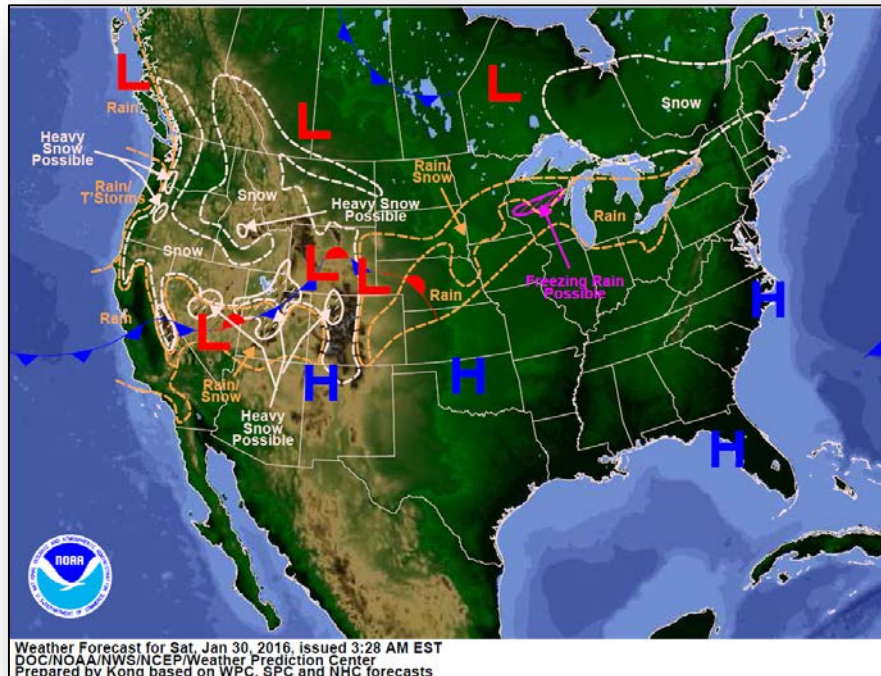 L
Rain
Heavy
Snow
Possible
Rain/
T'Storms
L
L
Snow
Rain/
Snow
Snow
Heavy Snow
Possible
Snow
Rain
Freezing Rain
Possible
L
L
Rain
Rain
L
Rain/
Snow
Heavy
Snow
Possible
H
H
H
H
NOAA
Weather Forecast for Sat, Jan 30, 2016, issued 3:28 AM EST
DOC/NOAA/NWS/NCEP/Weather Prediction Center
Prepared by Kong based on WPC, SPC and NHC forecasts